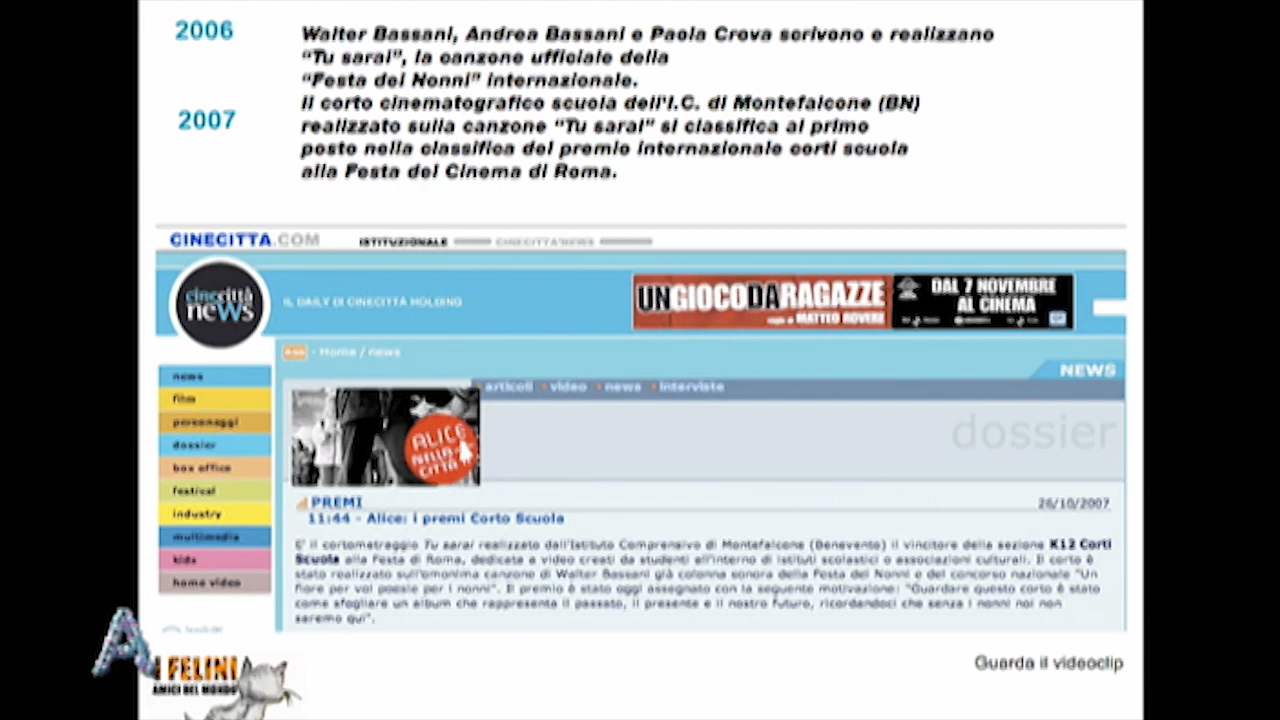 2006
Walter Bassani, Andrea Bassani e Paola Crova scrivono e realizzano
“Tu sarai”, la canzone ufficiale della
“Festa dei Nonni” internazionale.
2007
Il corto cinematografico scuola dell'I.C. di Montefalcone (BN)
realizzato sulla canzone “Tu sarai” si classifica al primo
posto nella classifica del premio internazionale corti scuola
alla Festa del Cinema di Roma.
CINECITTA.COM ISTITUZIONALE CINECITTA'NEWS
cinecittà
news
IL DAILY DI CINECITTÀ HOLDING
UNGIOCODARAGAZZE
regia di MATTEO ROVERE
DAL 7 NOVEMBRE
AL CINEMA
RSS - Home / news
NEWS
articoli video news interviste
dossier
ALICE
NELLA
CITTÀ
news
film
personaggi
dossier
box office
festival
industry
multimedia
kids
home video
PREMI 26/10/2007
11:44 - Alice: i premi Corto Scuola
E' il cortometraggio Tu sarai realizzato dall'Istituto Comprensivo di Montefalcone (Benevento) il vincitore della sezione K12 Corti
Scuola alla Festa di Roma, dedicata a video creati da studenti all'interno di istituti scolastici o associazioni culturali. Il corto è
stato realizzato sull'omonima canzone di Walter Bassani già colonna sonora della Festa dei Nonni e del concorso nazionale "Un
fiore per voi poesie per i nonni". Il premio è stato oggi assegnato con la seguente motivazione: "Guardare questo corto è stato
come sfogliare un album che rappresenta il passato, il presente e il nostro futuro, ricordandoci che senza i nonni noi non
saremo qui".
A
I FELINI
AMICI DEL MONDO
Guarda il videoclip